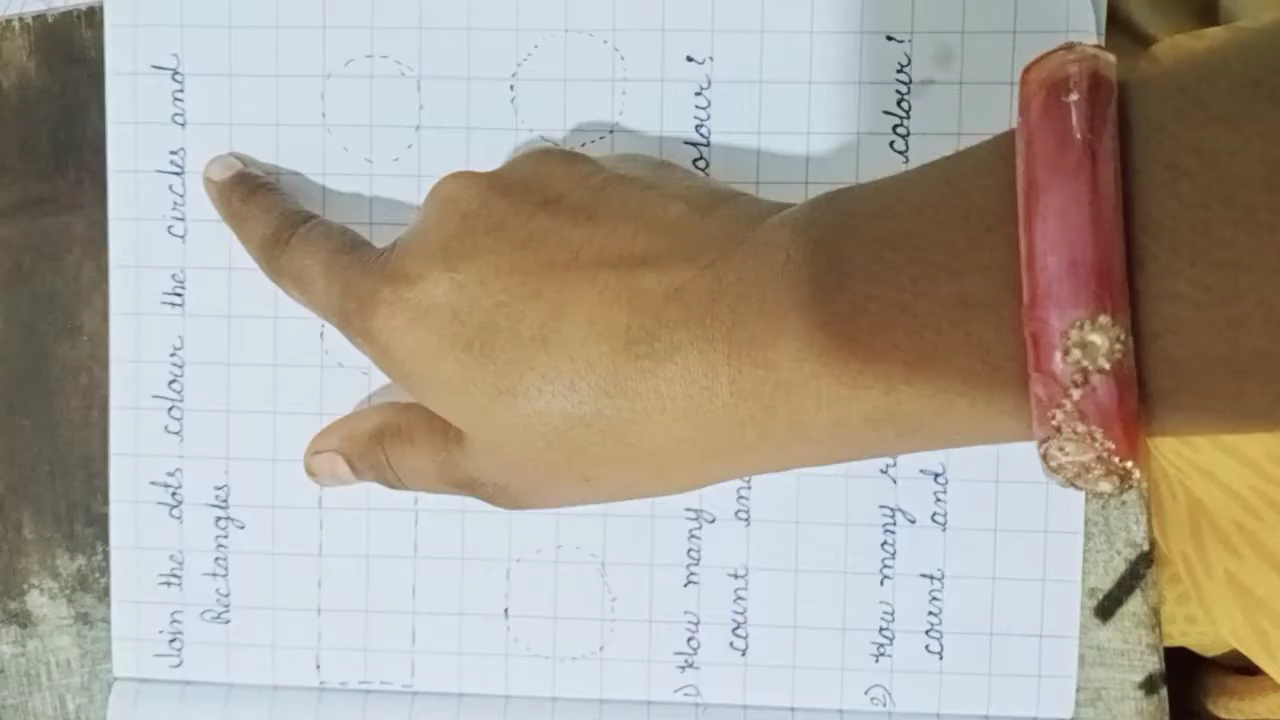 Join the dots colour the circles and
Rectangles.
1) How many olour?
count and
2) How many colour?
count and